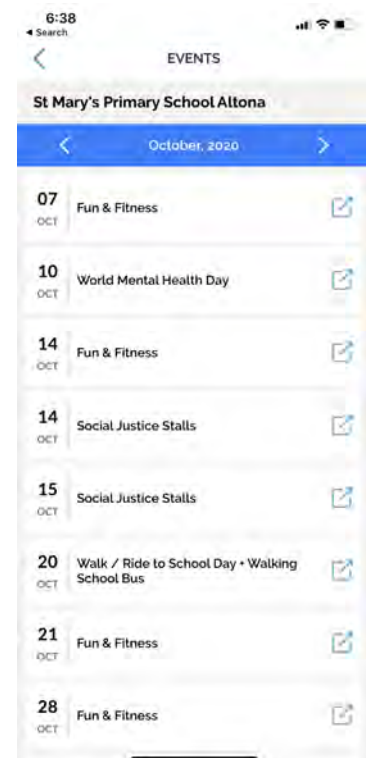 6:38
Search
EVENTS
St Mary's Primary School Altona
October, 2020
07
OCT
Fun & Fitness
10
OCT
World Mental Health Day
14
OCT
Fun & Fitness
14
OCT
Social Justice Stalls
15
OCT
Social Justice Stalls
20
OCT
Walk / Ride to School Day + Walking
School Bus
21
OCT
Fun & Fitness
28
OCT
Fun & Fitness